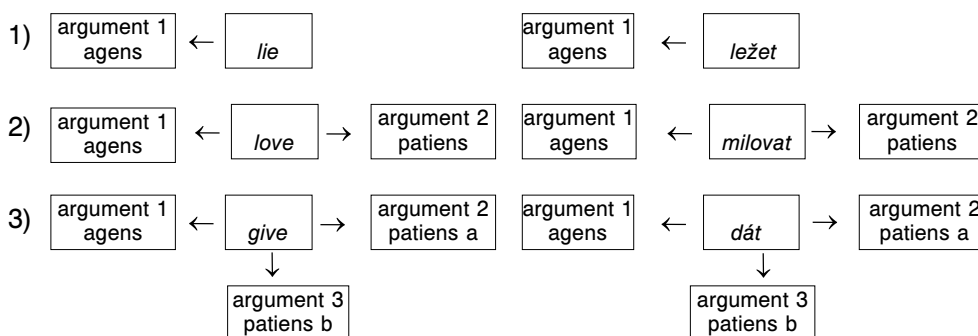 1) argument 1 agens ← lie argument 1 agens ← ležet
2) argument 1 agens ← love → argument 2 patiens argument 1 agens ← milovat → argument 2 patiens
3) argument 1 agens ← give → argument 2 patiens a argument 1 agens ← dát → argument 2 patiens a
↓ ↓
argument 3 patiens b argument 3 patiens b